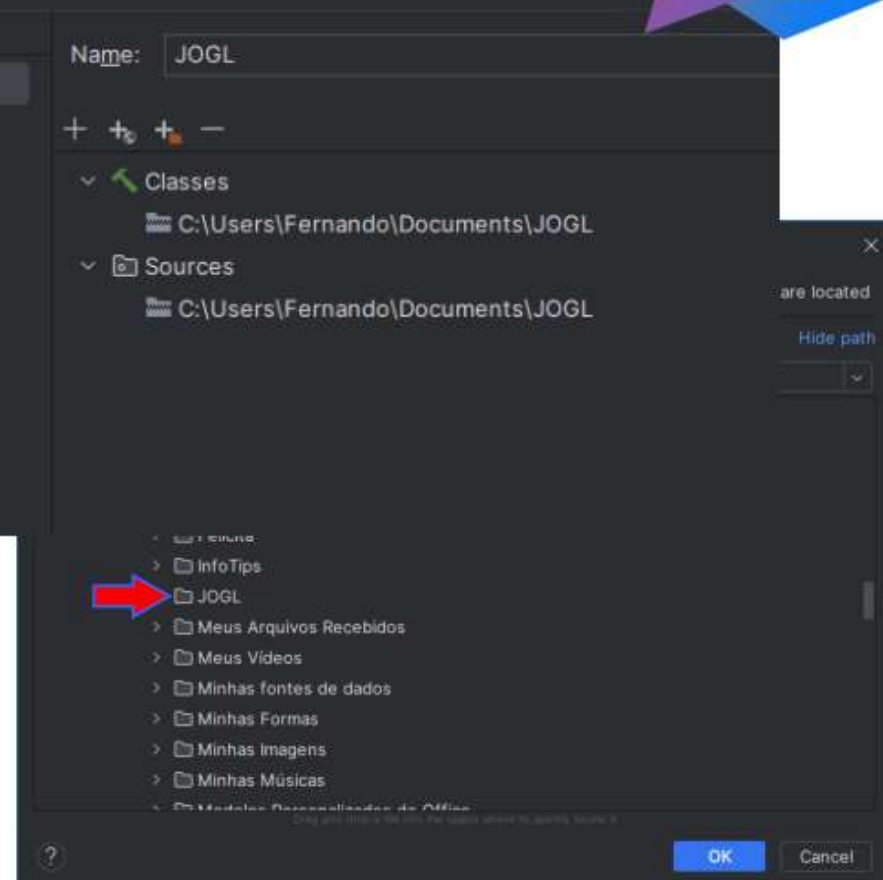 Name: JOGL
Classes
C:\Users\Fernando\Documents\JOGL
Sources
C:\Users\Fernando\Documents\JOGL
are located
Hide path
InfoTips
JOGL
Meus Arquivos Recebidos
Meus Vídeos
Minhas fontes de dados
Minhas Formas
Minhas Imagens
Minhas Músicas
? OK Cancel